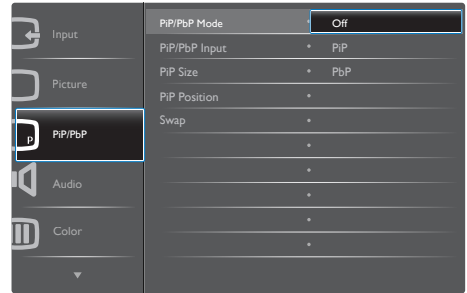 Input
Picture
P
PiP/PbP
Audio
Color
PiP/PbP Mode
PiP/PbP Input
PiP Size
PiP Position
Swap
Off
PiP
PbP